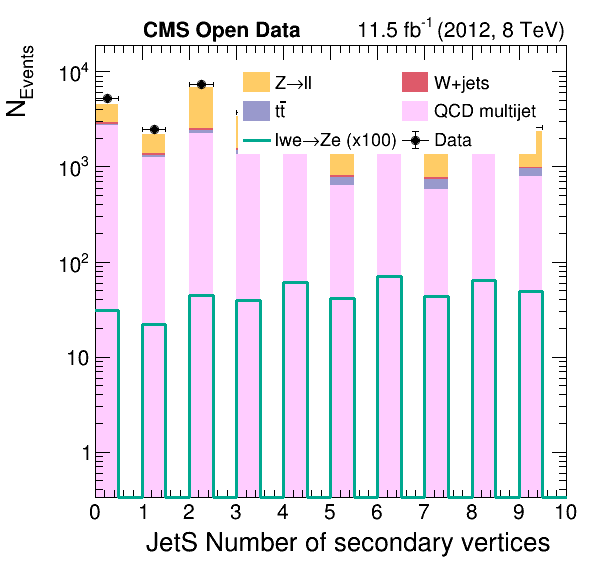 CMS Open Data 11.5 fb⁻¹ (2012, 8 TeV)
N_Events
Z→ll W+jets
tt̄ QCD multijet
lwe→Ze (x100) Data
10⁴
10³
10²
10
1
0 1 2 3 4 5 6 7 8 9 10
JetS Number of secondary vertices